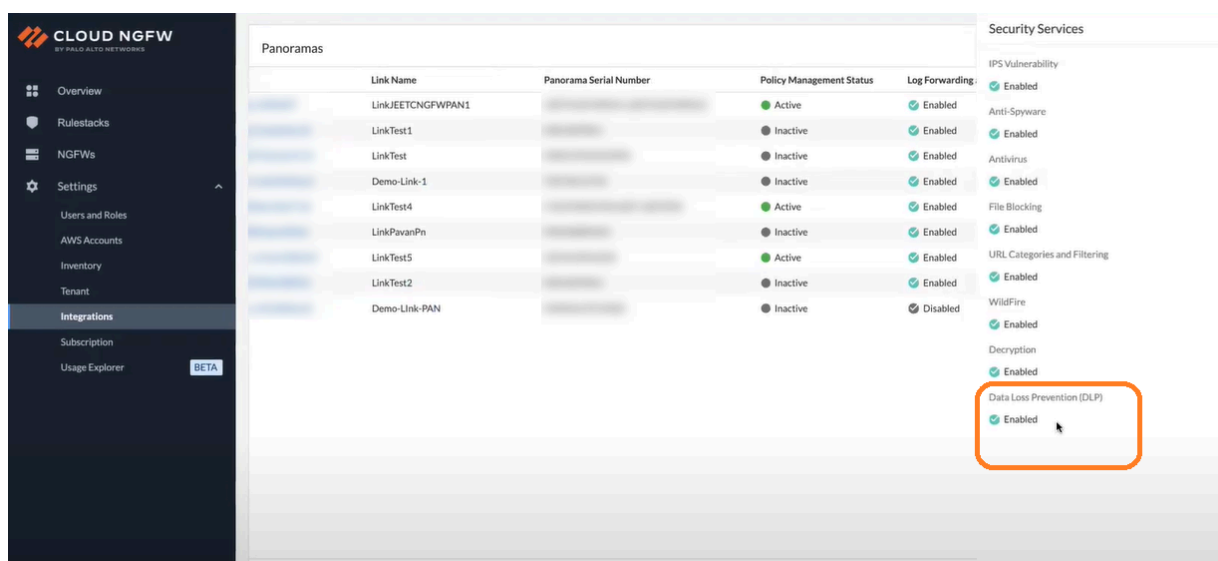 CLOUD NGFW
BY PALO ALTO NETWORKS
Overview
Rulestacks
NGFWs
Settings
Users and Roles
AWS Accounts
Inventory
Tenant
Integrations
Subscription
Usage Explorer BETA
Panoramas
Link Name Panorama Serial Number Policy Management Status Log Forwarding
LinkJEETCNGFWPAN1 Active Enabled
LinkTest1 Inactive Enabled
LinkTest Inactive Enabled
Demo-Link-1 Inactive Enabled
LinkTest4 Active Enabled
LinkPavanPn Inactive Enabled
LinkTest5 Active Enabled
LinkTest2 Inactive Enabled
Demo-LInk-PAN Inactive Disabled
Security Services
IPS Vulnerability
Enabled
Anti-Spyware
Enabled
Antivirus
Enabled
File Blocking
Enabled
URL Categories and Filtering
Enabled
WildFire
Enabled
Decryption
Enabled
Data Loss Prevention (DLP)
Enabled